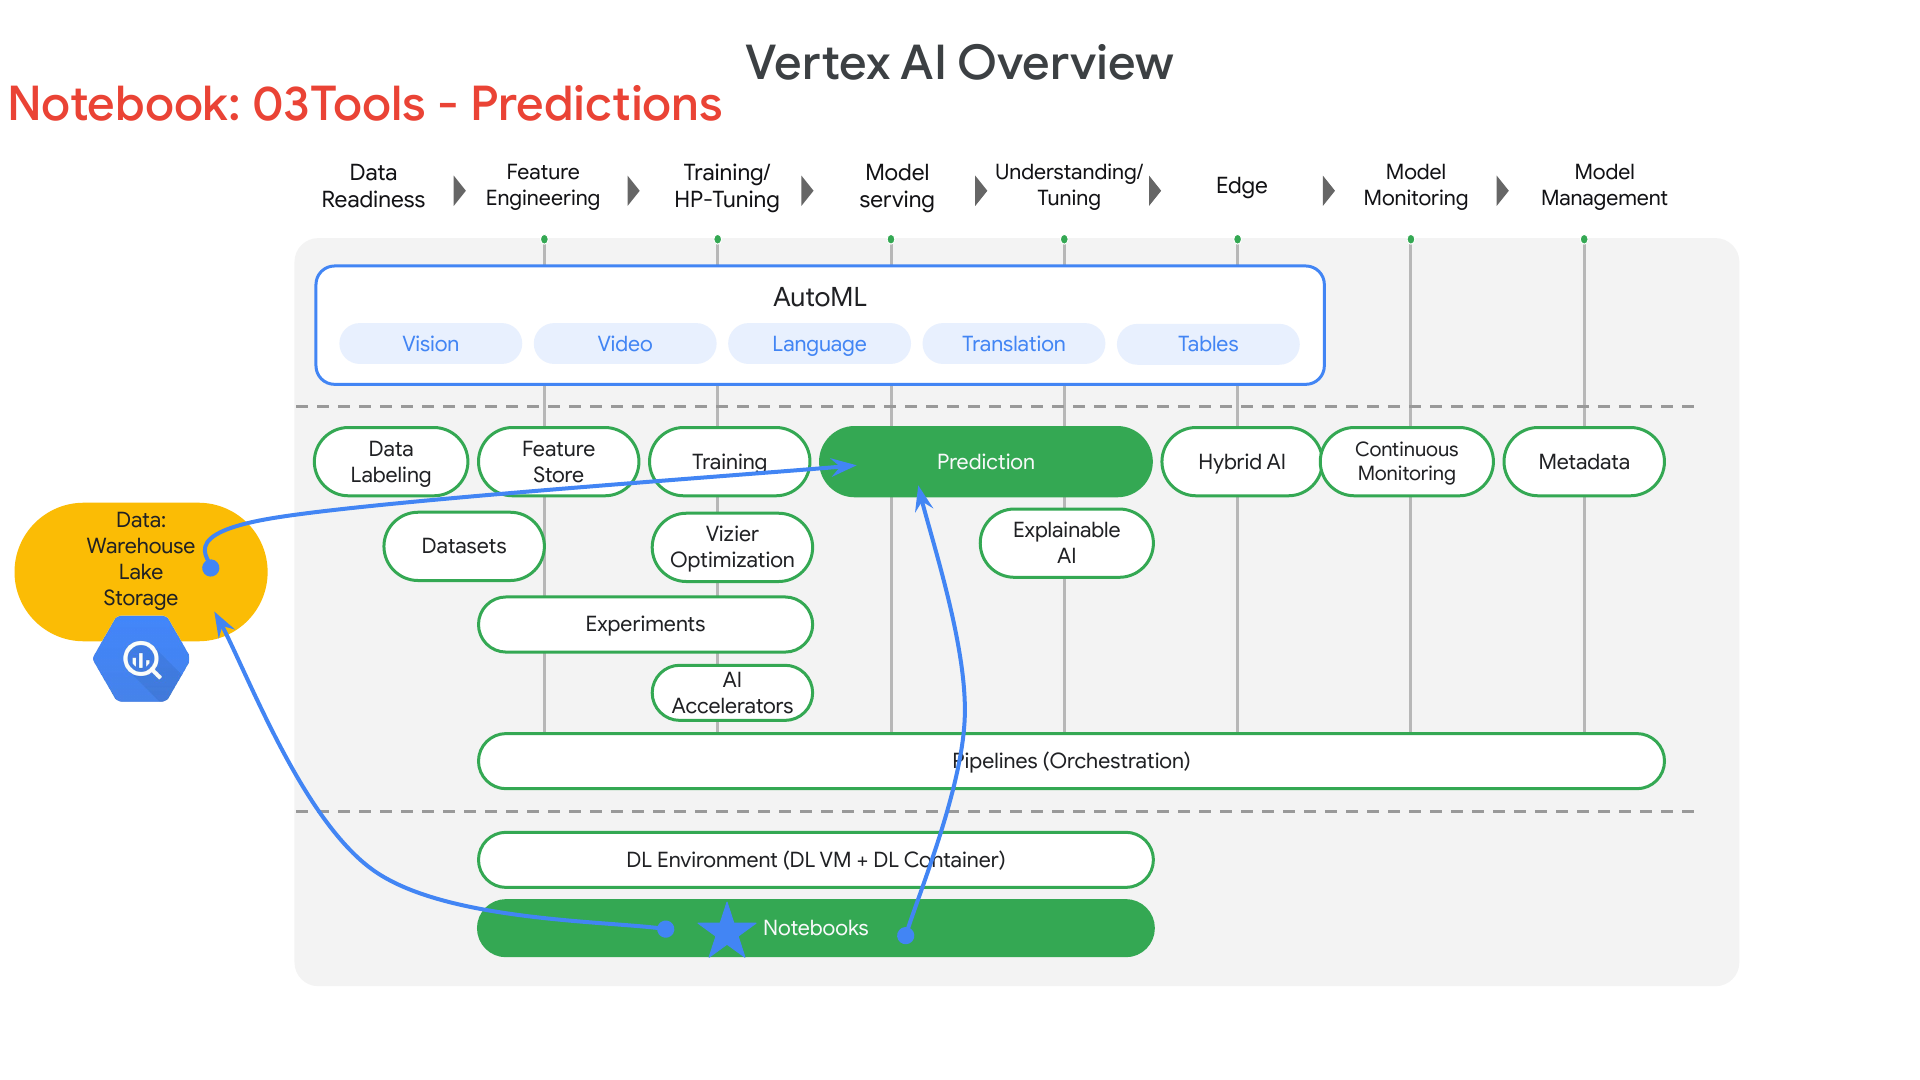 Vertex AI Overview
Notebook: 03Tools - Predictions
Data
Readiness
Feature
Engineering
Training/
HP-Tuning
Model
serving
Understanding/
Tuning
Edge
Model
Monitoring
Model
Management
AutoML
Vision
Video
Language
Translation
Tables
Data
Labeling
Feature
Store
Training
Prediction
Hybrid AI
Continuous
Monitoring
Metadata
Data:
Warehouse
Lake
Storage
Datasets
Vizier
Optimization
Explainable
AI
Experiments
AI
Accelerators
Pipelines (Orchestration)
DL Environment (DL VM + DL Container)
Notebooks